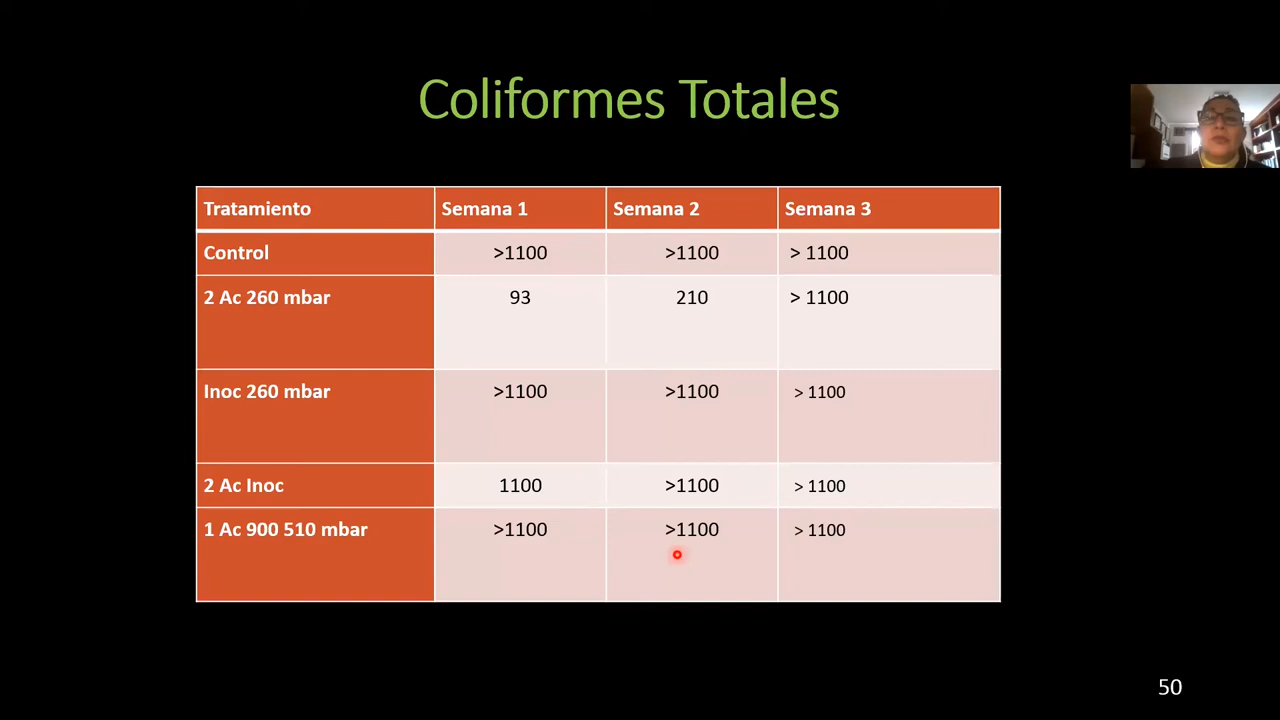 Coliformes Totales
Tratamiento Semana 1 Semana 2 Semana 3
Control >1100 >1100 > 1100
2 Ac 260 mbar 93 210 > 1100
Inoc 260 mbar >1100 >1100 > 1100
2 Ac Inoc 1100 >1100 > 1100
1 Ac 900 510 mbar >1100 >1100 > 1100
50